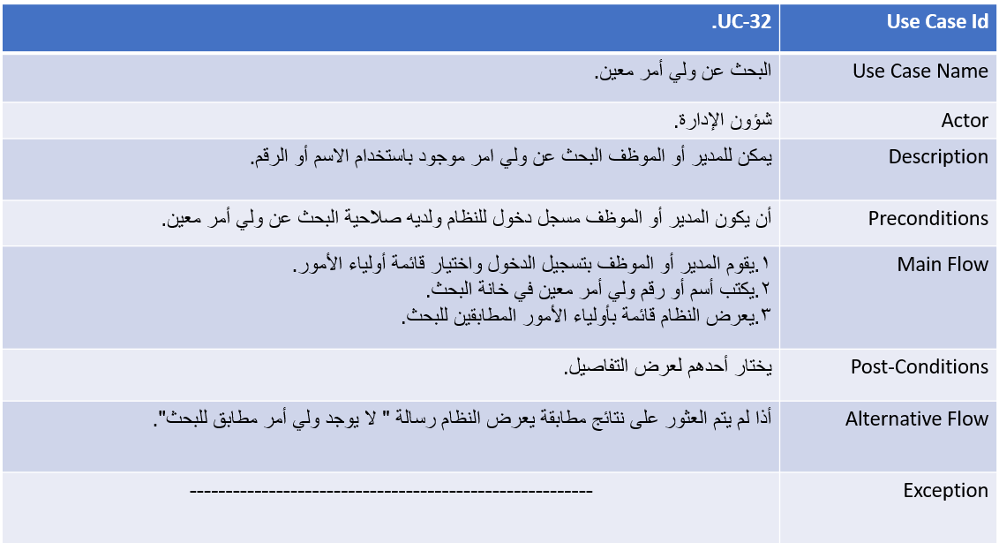 Use Case Id UC-32.
Use Case Name البحث عن ولي أمر معين.
Actor شؤون الإدارة.
Description يمكن للمدير أو الموظف البحث عن ولي امر موجود باستخدام الاسم أو الرقم.
Preconditions أن يكون المدير أو الموظف مسجل دخول للنظام ولديه صلاحية البحث عن ولي أمر معين.
Main Flow ١.يقوم المدير أو الموظف بتسجيل الدخول واختيار قائمة أولياء الأمور.
٢.يكتب أسم أو رقم ولي أمر معين في خانة البحث.
٣.يعرض النظام قائمة بأولياء الأمور المطابقين للبحث.
Post-Conditions يختار أحدهم لعرض التفاصيل.
Alternative Flow أذا لم يتم العثور على نتائج مطابقة يعرض النظام رسالة " لا يوجد ولي أمر مطابق للبحث".
Exception --------------------------------------------------------